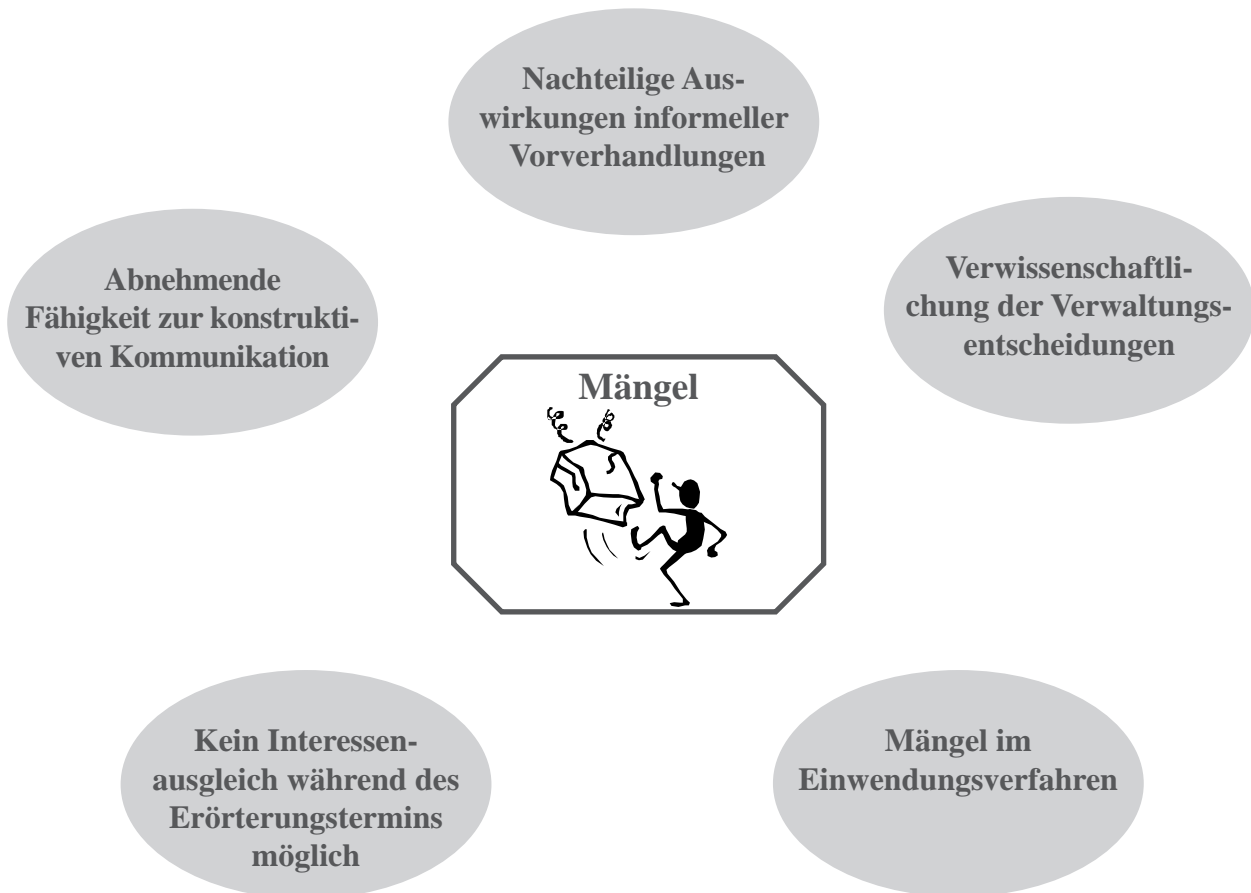 Nachteilige Aus-
wirkungen informeller
Vorverhandlungen
Abnehmende
Fähigkeit zur konstrukti-
ven Kommunikation
Verwissenschaftli-
chung der Verwaltungs-
entscheidungen
Mängel
Kein Interessen-
ausgleich während des
Erörterungstermins
möglich
Mängel im
Einwendungsverfahren